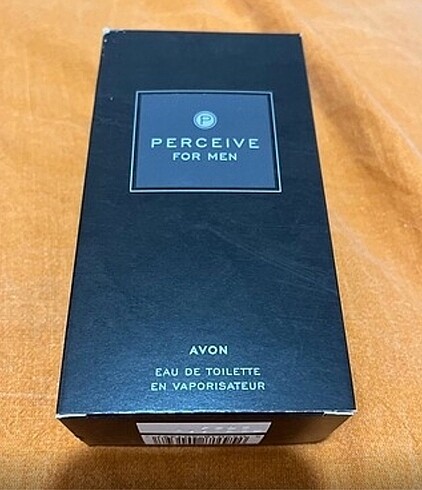 P
PERCEIVE
FOR MEN
AVON
EAU DE TOILETTE
EN VAPORISATEUR